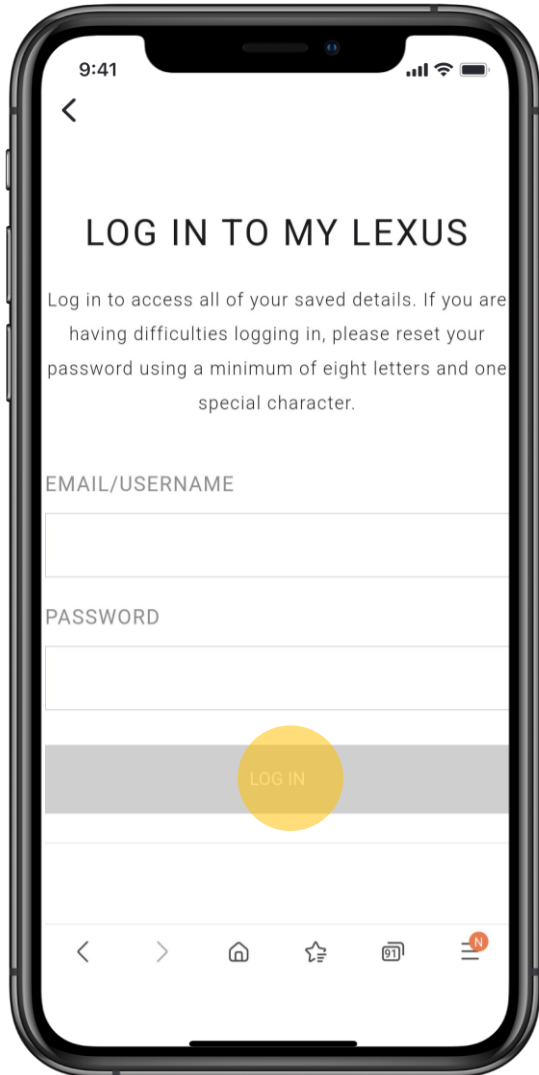 9:41
LOG IN TO MY LEXUS
Log in to access all of your saved details. If you are
having difficulties logging in, please reset your
password using a minimum of eight letters and one
special character.
EMAIL/USERNAME
PASSWORD
LOG IN
91
N